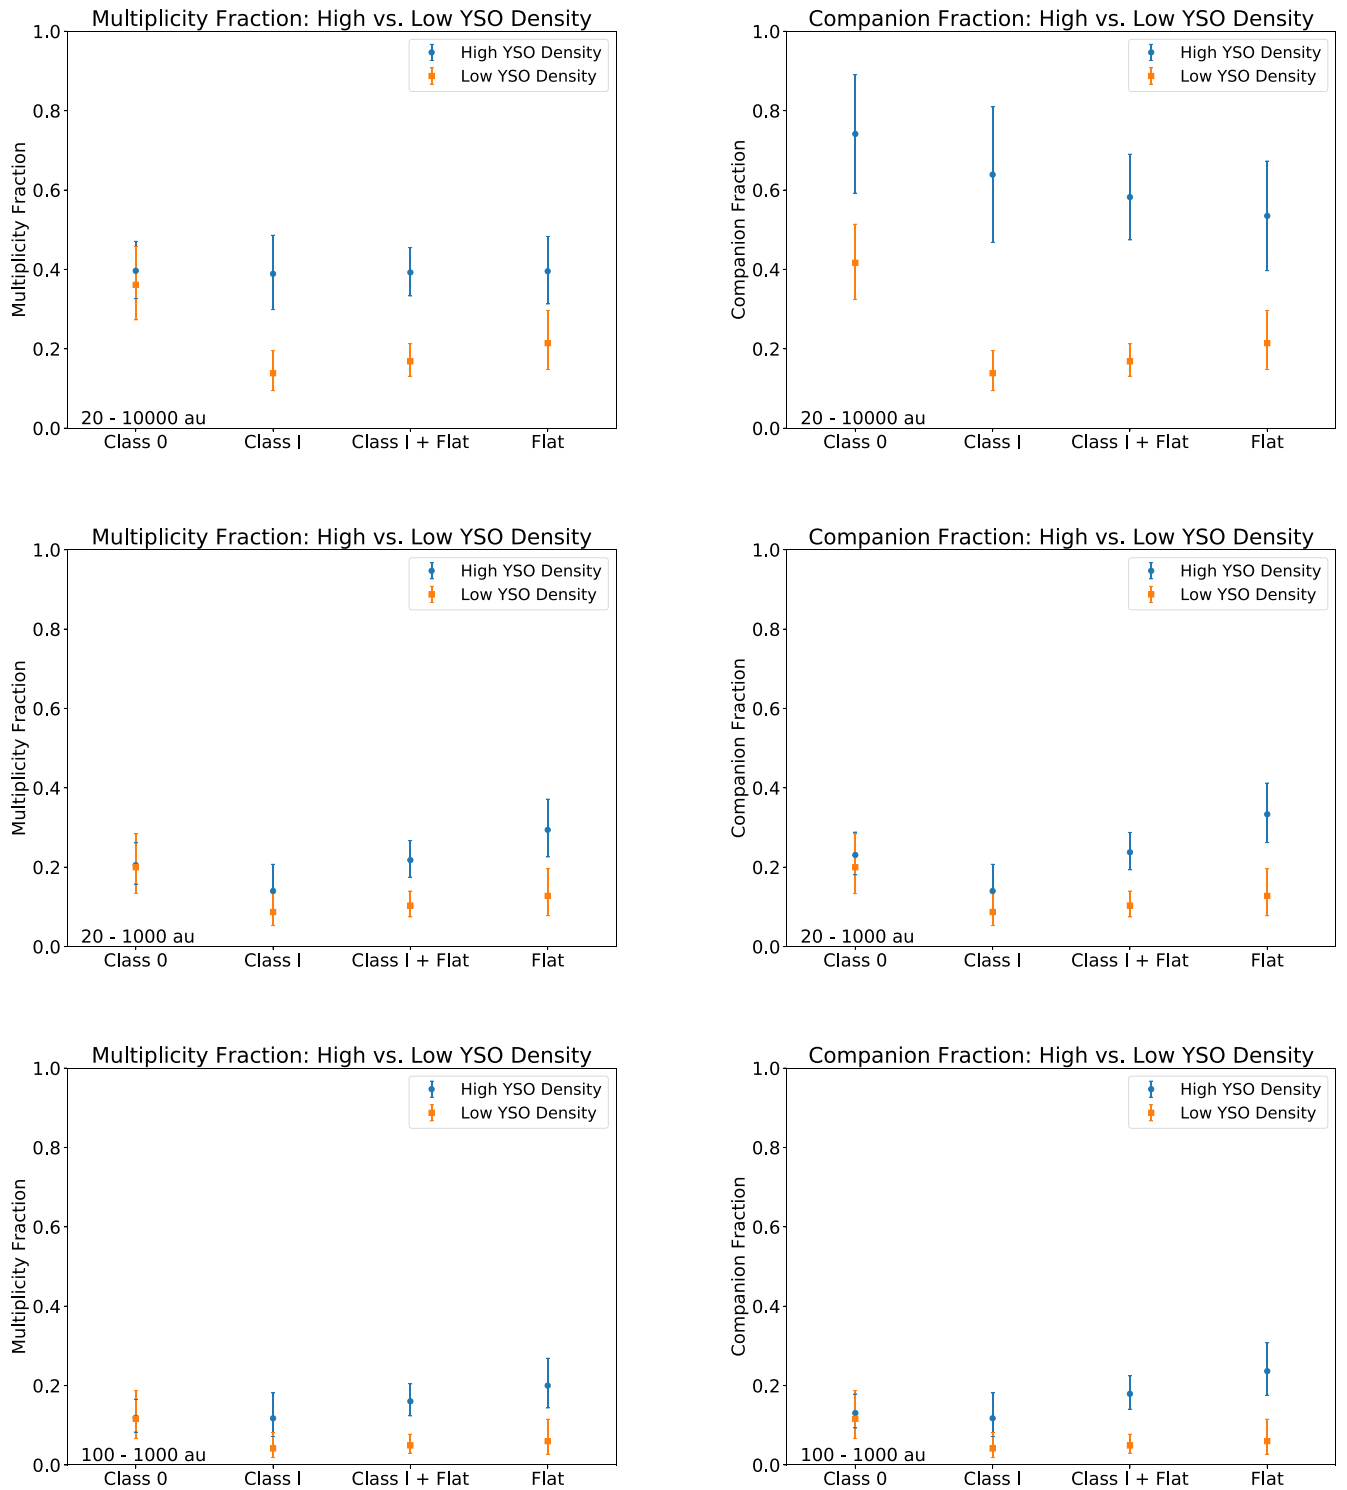 Multiplicity Fraction: High vs. Low YSO Density
1.0
0.8
0.6
0.4
0.2
0.0
Multiplicity Fraction
High YSO Density
Low YSO Density
20 - 10000 au
Class 0 Class I Class I + Flat Flat
Companion Fraction: High vs. Low YSO Density
1.0
0.8
0.6
0.4
0.2
0.0
Companion Fraction
High YSO Density
Low YSO Density
20 - 10000 au
Class 0 Class I Class I + Flat Flat
Multiplicity Fraction: High vs. Low YSO Density
1.0
0.8
0.6
0.4
0.2
0.0
Multiplicity Fraction
High YSO Density
Low YSO Density
20 - 1000 au
Class 0 Class I Class I + Flat Flat
Companion Fraction: High vs. Low YSO Density
1.0
0.8
0.6
0.4
0.2
0.0
Companion Fraction
High YSO Density
Low YSO Density
20 - 1000 au
Class 0 Class I Class I + Flat Flat
Multiplicity Fraction: High vs. Low YSO Density
1.0
0.8
0.6
0.4
0.2
0.0
Multiplicity Fraction
High YSO Density
Low YSO Density
100 - 1000 au
Class 0 Class I Class I + Flat Flat
Companion Fraction: High vs. Low YSO Density
1.0
0.8
0.6
0.4
0.2
0.0
Companion Fraction
High YSO Density
Low YSO Density
100 - 1000 au
Class 0 Class I Class I + Flat Flat